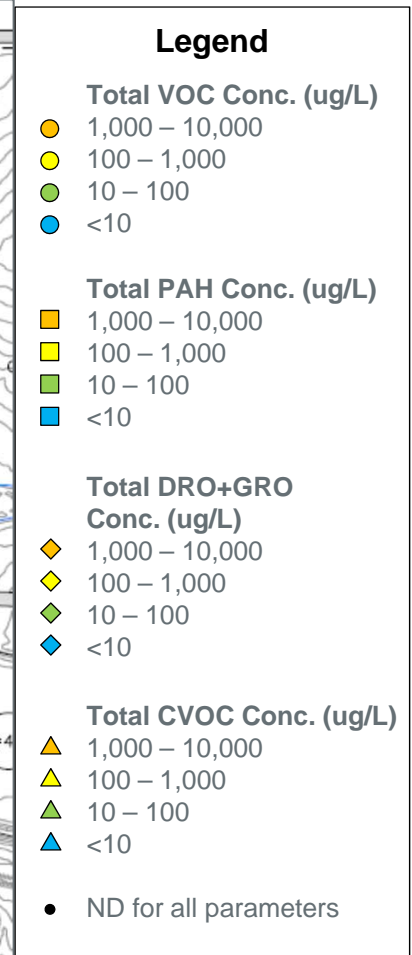 Legend
Total VOC Conc. (ug/L)
1,000 – 10,000
100 – 1,000
10 – 100
<10
Total PAH Conc. (ug/L)
1,000 – 10,000
100 – 1,000
10 – 100
<10
Total DRO+GRO
Conc. (ug/L)
1,000 – 10,000
100 – 1,000
10 – 100
<10
Total CVOC Conc. (ug/L)
1,000 – 10,000
100 – 1,000
10 – 100
<10
ND for all parameters